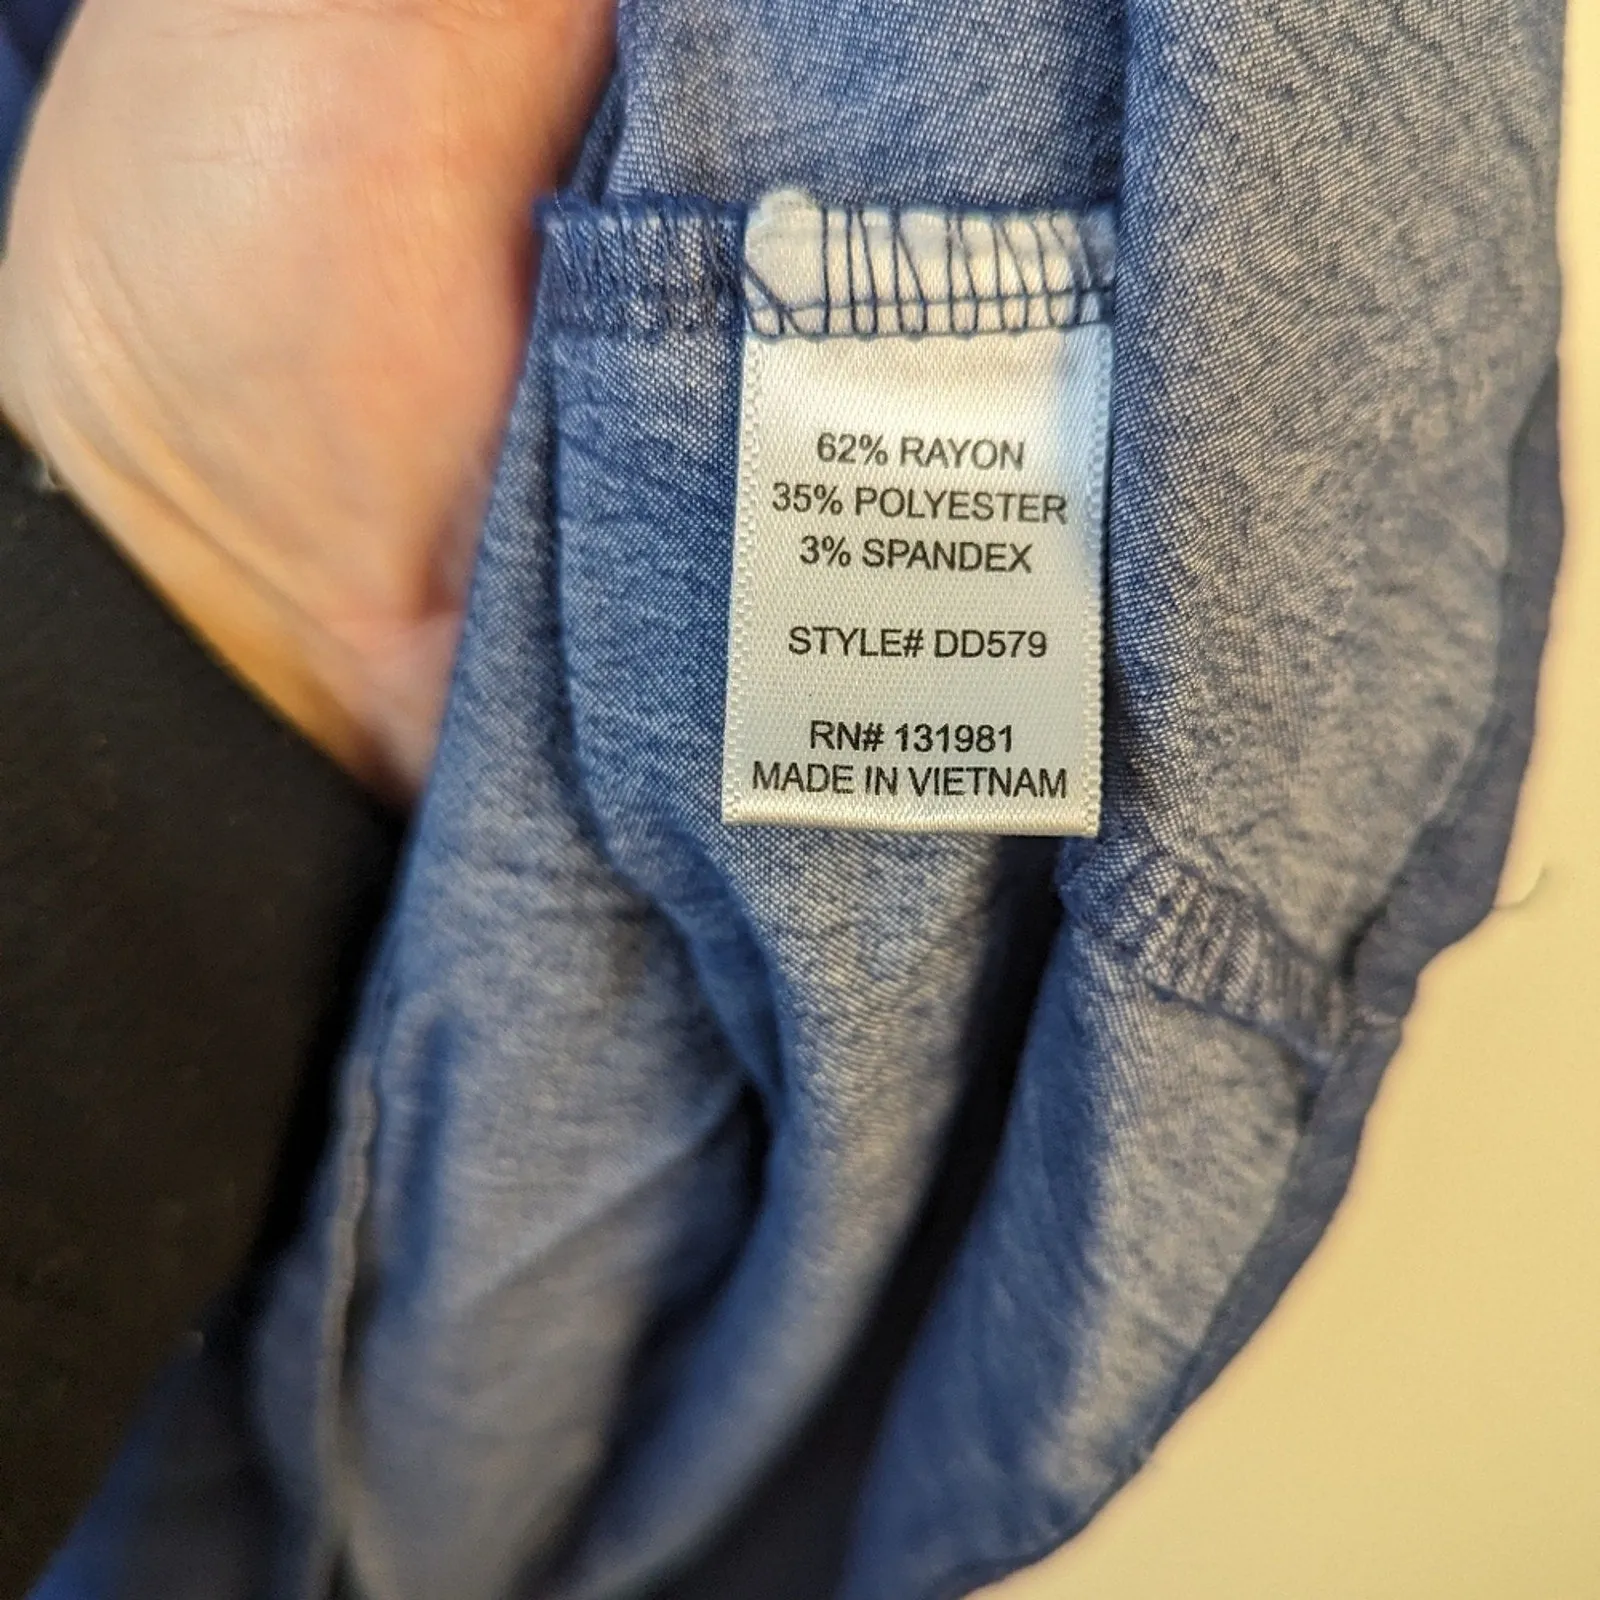 62% RAYON
35% POLYESTER
3% SPANDEX
STYLE# DD579
RN# 131981
MADE IN VIETNAM